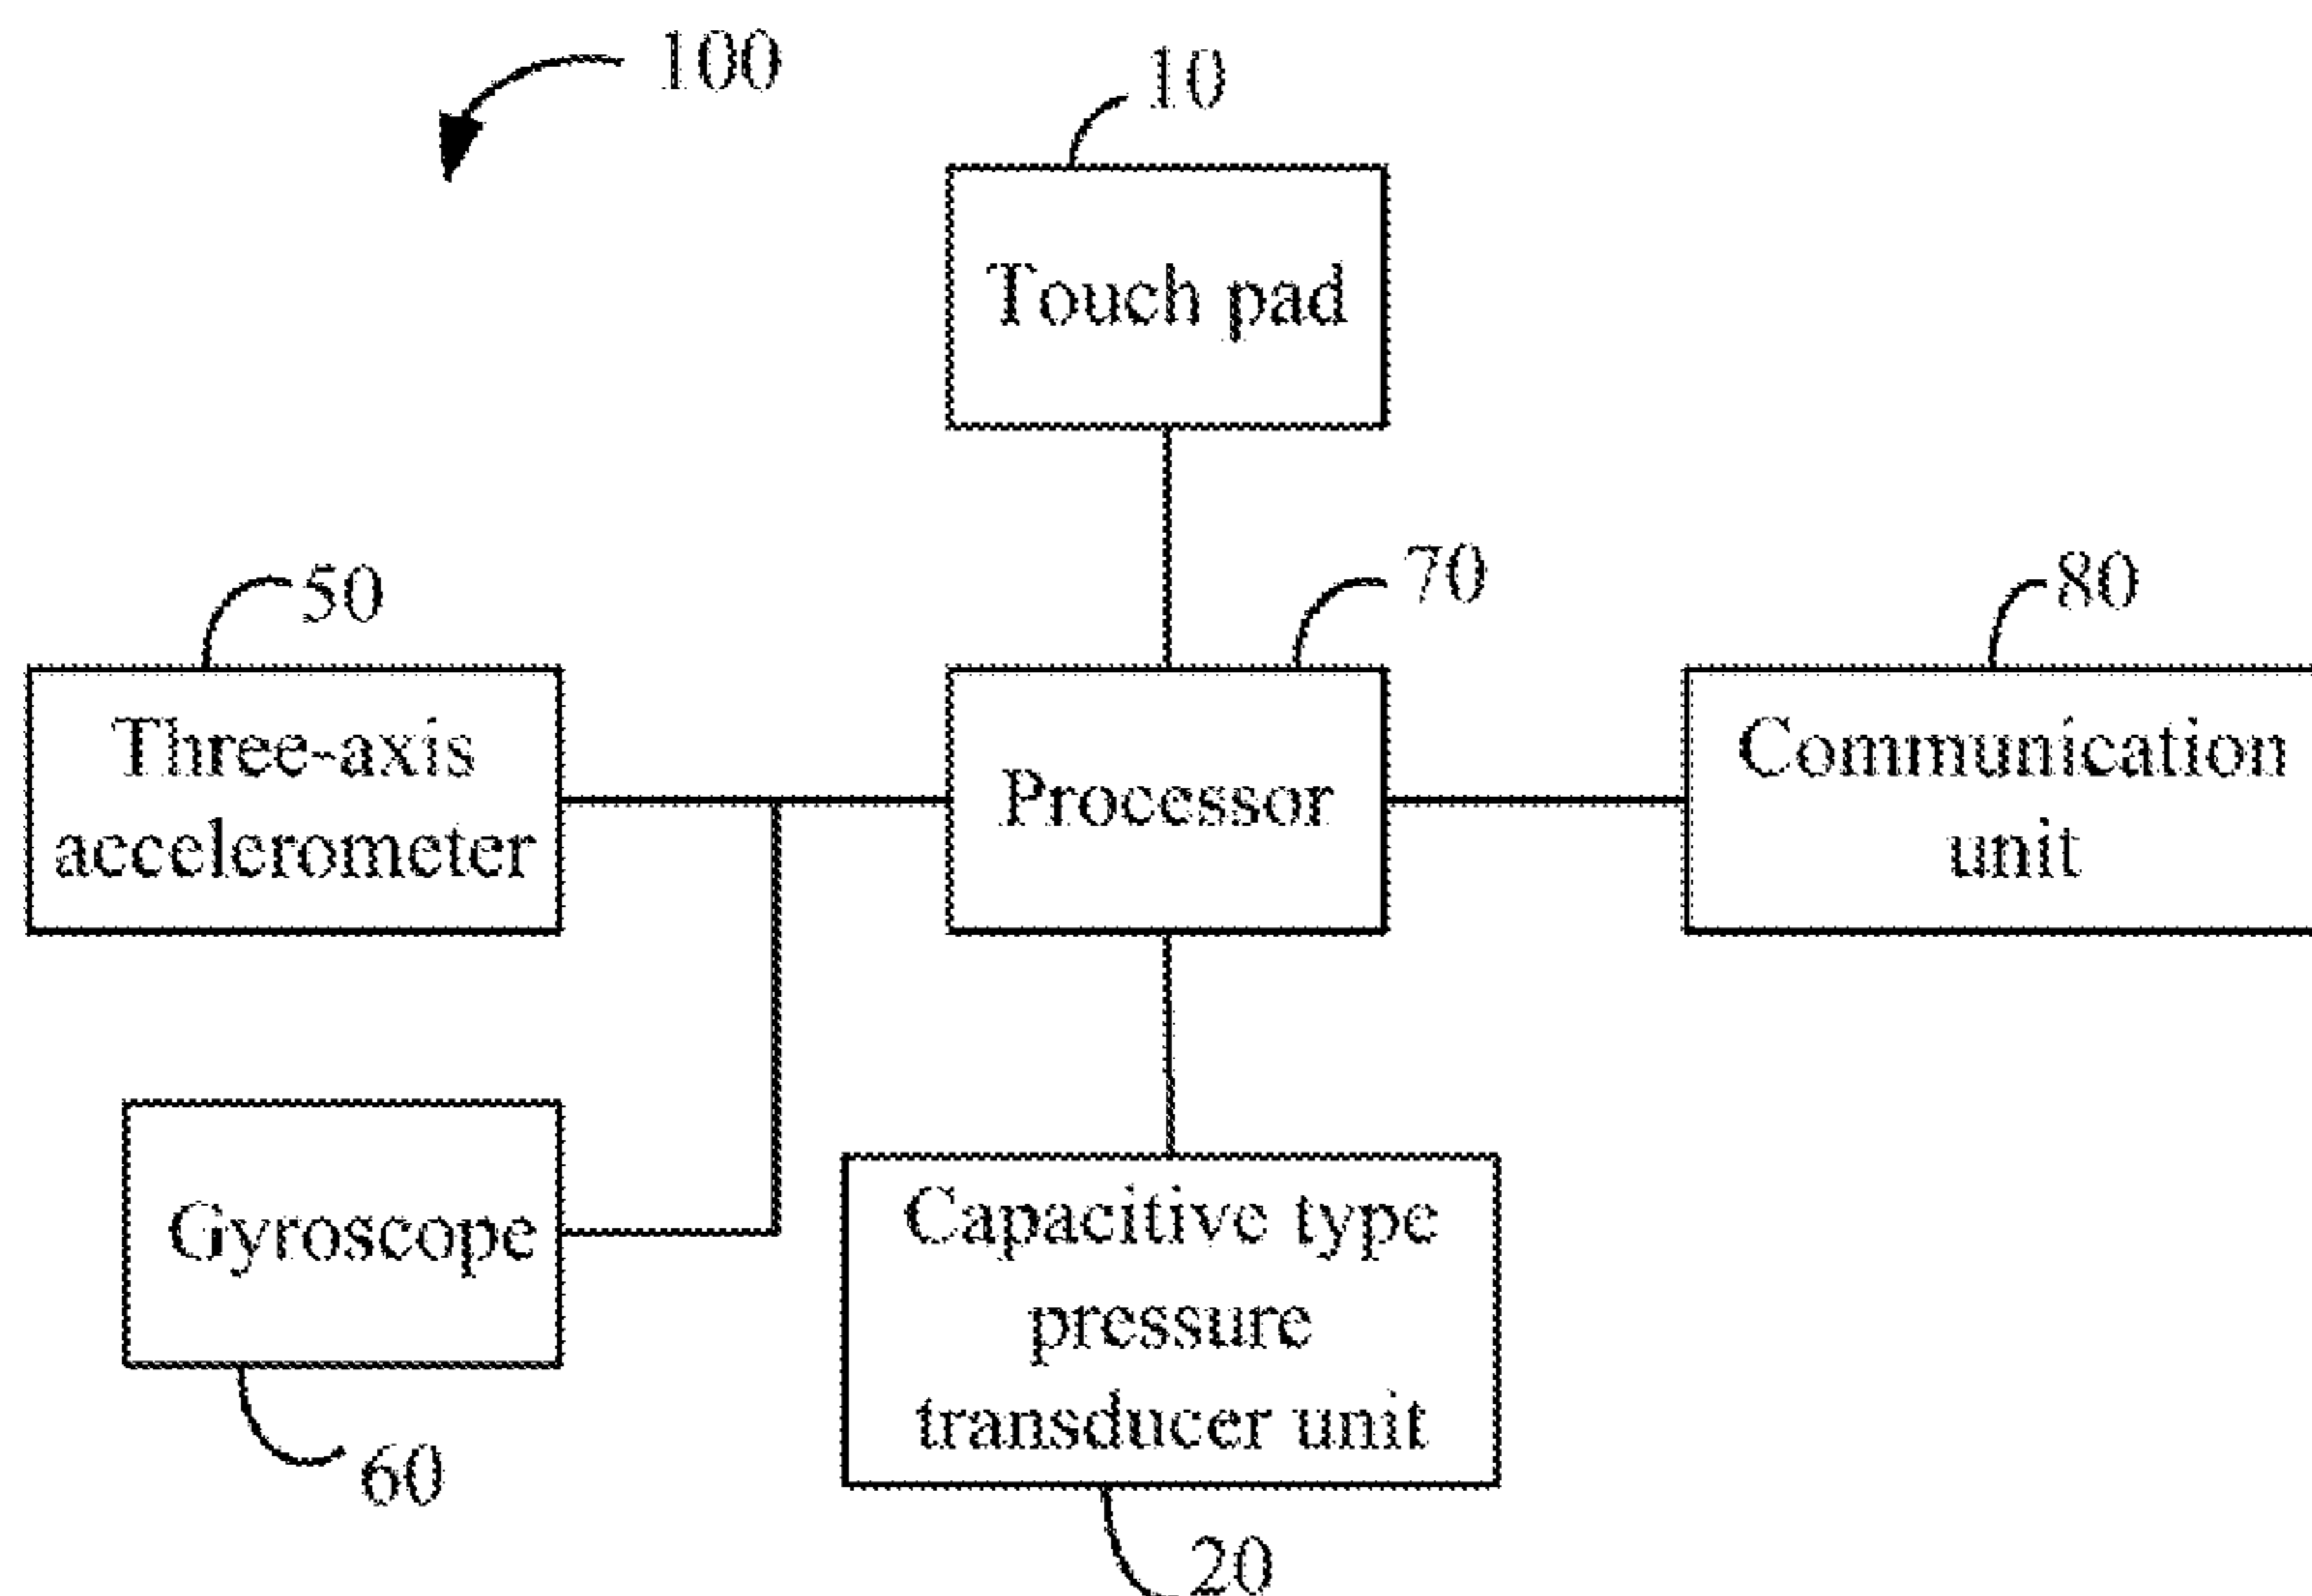 100
10
Touch pad
50
70
80
Three-axis
accelerometer
Processor
Communication
unit
Gyroscope
60
Capacitive type
pressure
transducer unit
20